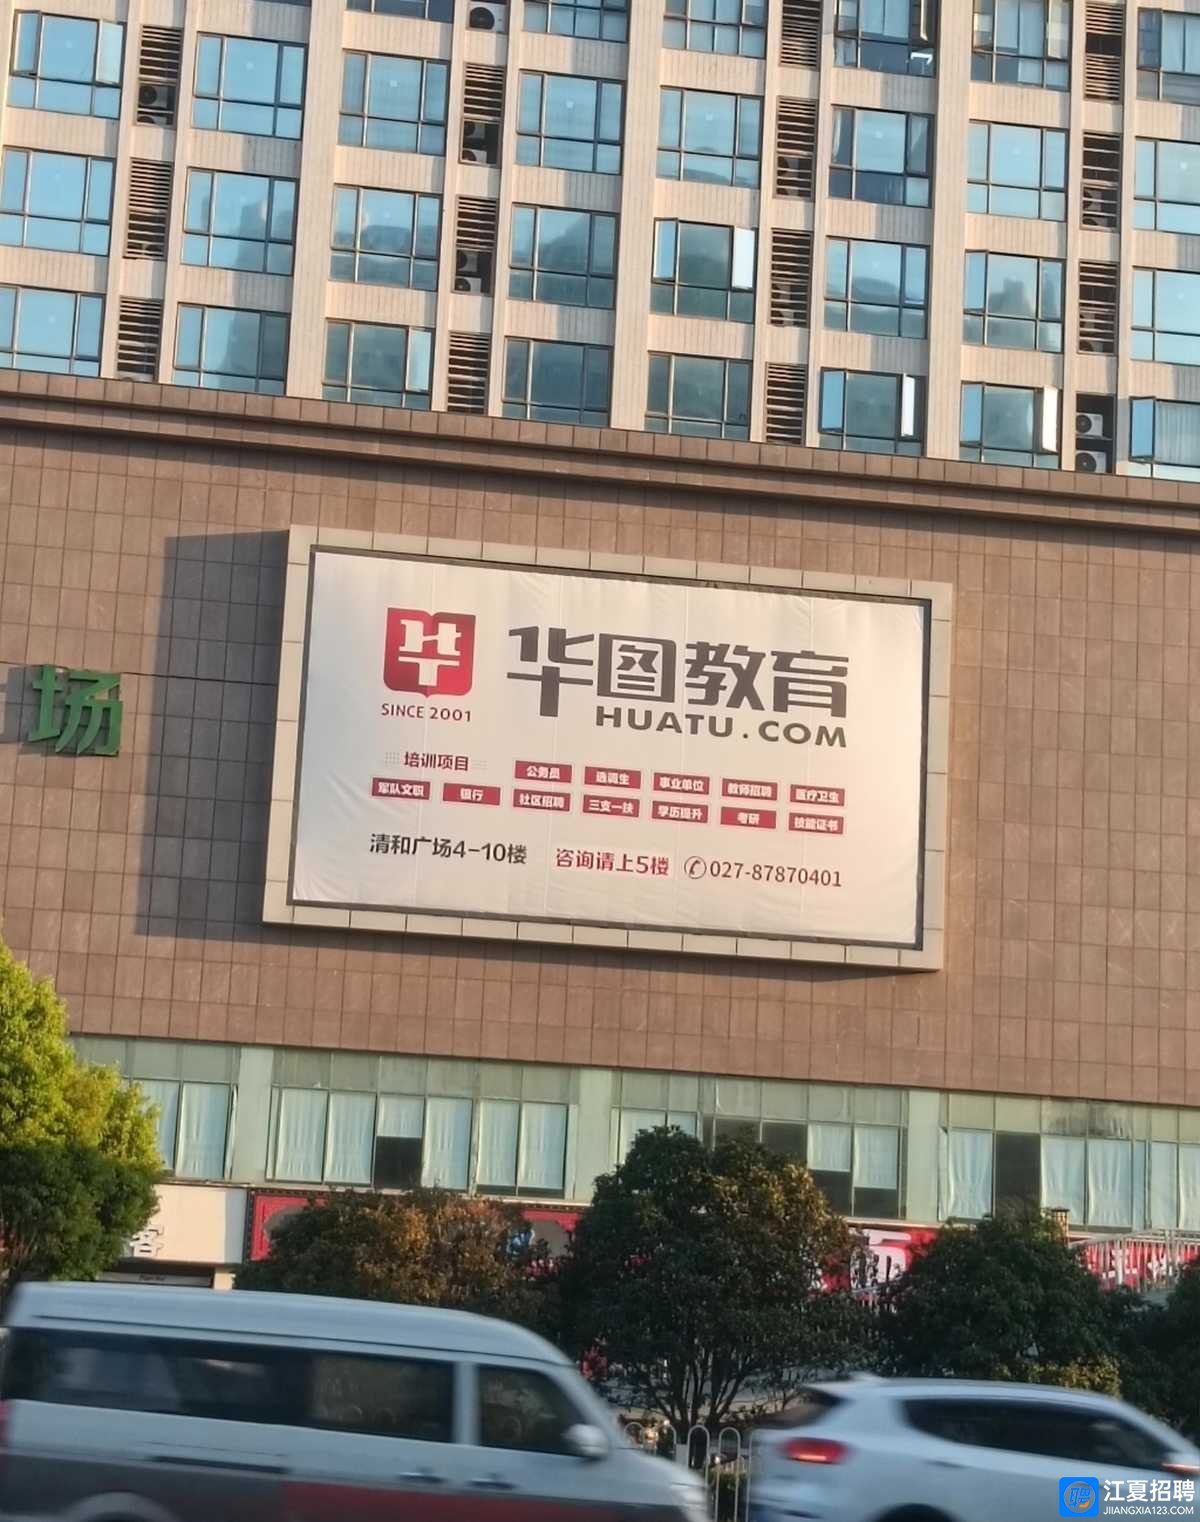 场
华
SINCE 2001
华图教育
HUATU.COM
培训项目
公务员 选调生 事业单位 教师招聘 医疗卫生
军队文职 银行 社区招聘 三支一扶 学历提升 考研 技能证书
清和广场4-10楼 咨询请上5楼 027-87870401
客
聘 江夏招聘
JIANGXIA123.COM